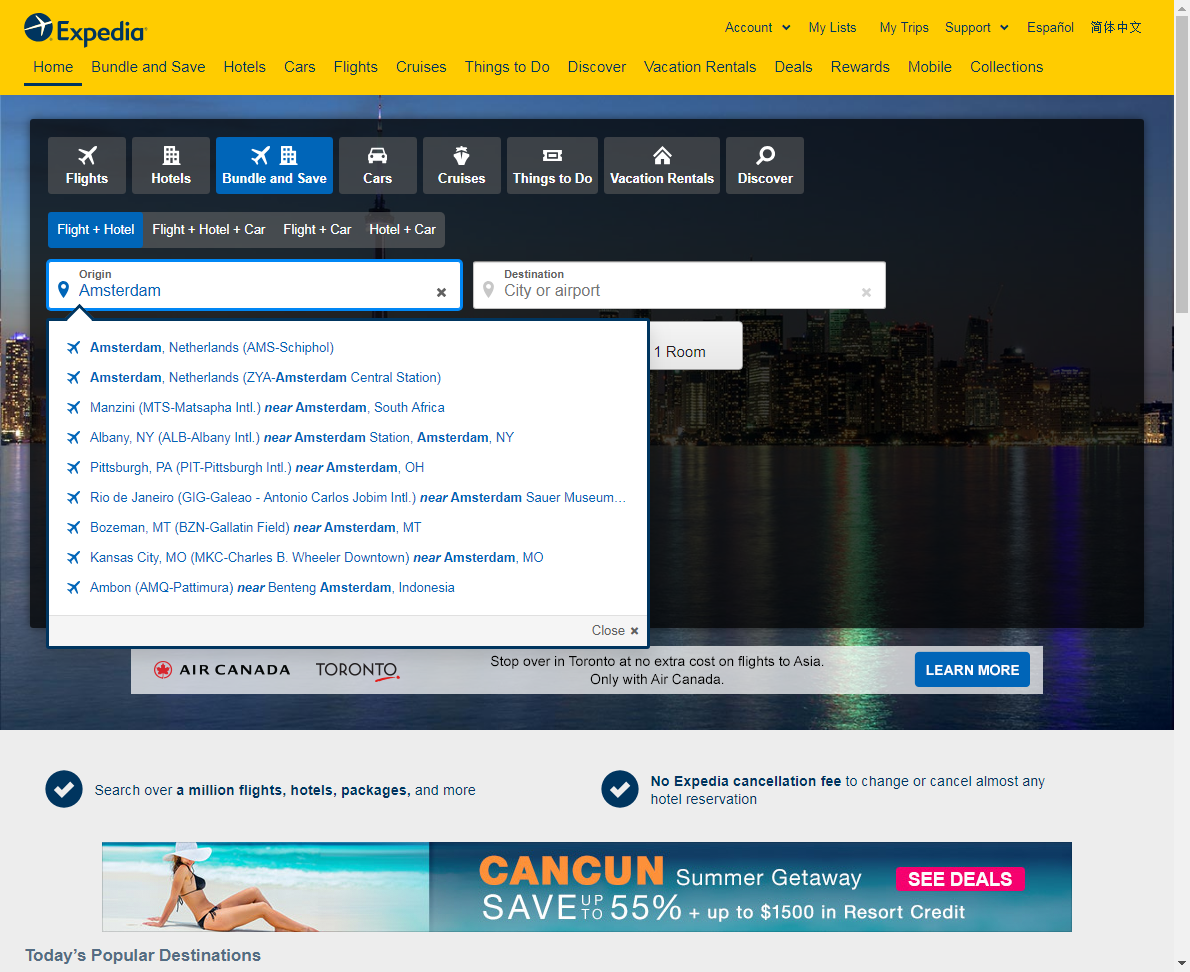 Expedia
Account
My Lists
My Trips
Support
Español
简体中文
Home
Bundle and Save
Hotels
Cars
Flights
Cruises
Things to Do
Discover
Vacation Rentals
Deals
Rewards
Mobile
Collections
Flights
Hotels
Bundle and Save
Cars
Cruises
Things to Do
Vacation Rentals
Discover
Flight + Hotel
Flight + Hotel + Car
Flight + Car
Hotel + Car
Origin
Amsterdam
Destination
City or airport
1 Room
Amsterdam, Netherlands (AMS-Schiphol)
Amsterdam, Netherlands (ZYA-Amsterdam Central Station)
Manzini (MTS-Matsapha Intl.) near Amsterdam, South Africa
Albany, NY (ALB-Albany Intl.) near Amsterdam Station, Amsterdam, NY
Pittsburgh, PA (PIT-Pittsburgh Intl.) near Amsterdam, OH
Rio de Janeiro (GIG-Galeao - Antonio Carlos Jobim Intl.) near Amsterdam Sauer Museum…
Bozeman, MT (BZN-Gallatin Field) near Amsterdam, MT
Kansas City, MO (MKC-Charles B. Wheeler Downtown) near Amsterdam, MO
Ambon (AMQ-Pattimura) near Benteng Amsterdam, Indonesia
Close
AIR CANADA
TORONTO
Stop over in Toronto at no extra cost on flights to Asia.
Only with Air Canada.
LEARN MORE
Search over a million flights, hotels, packages, and more
No Expedia cancellation fee to change or cancel almost any
hotel reservation
CANCUN Summer Getaway
SEE DEALS
SAVE UP TO 55% + up to $1500 in Resort Credit
Today's Popular Destinations